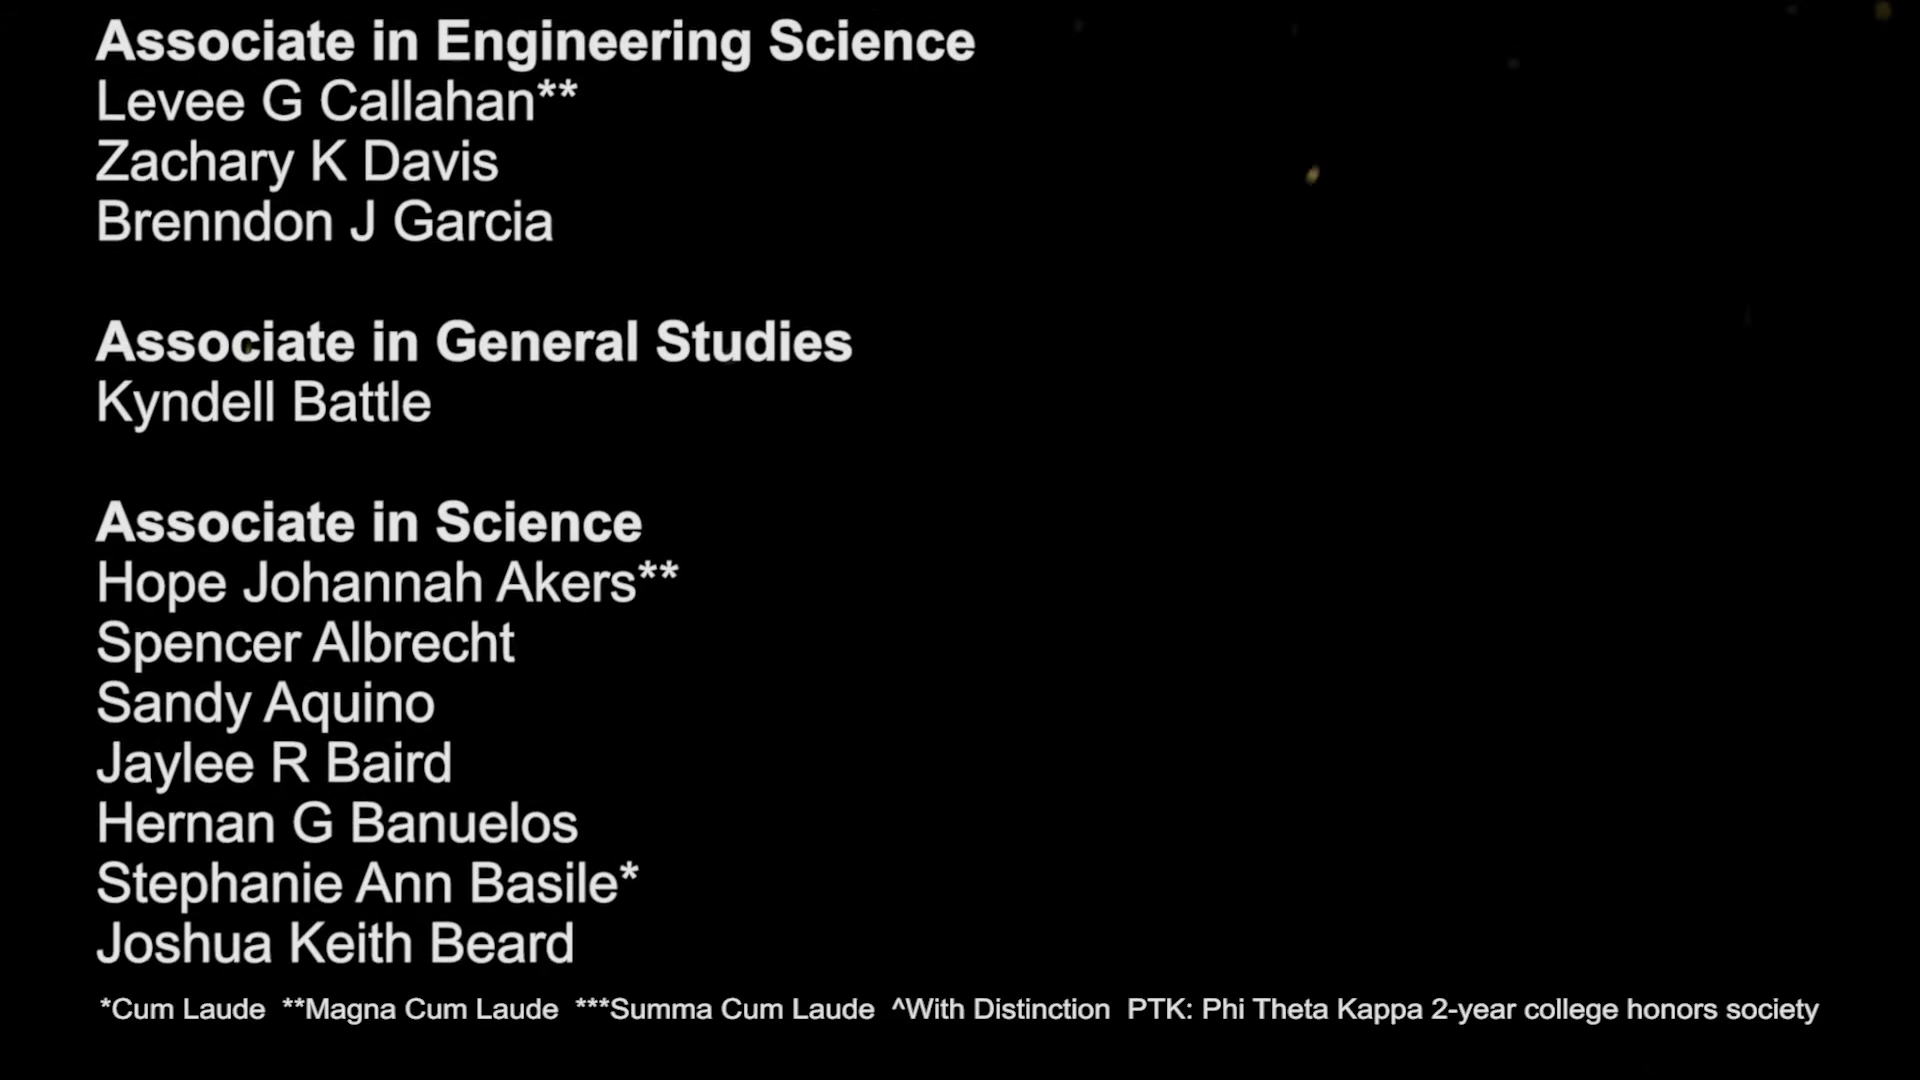 Associate in Engineering Science
Levee G Callahan**
Zachary K Davis
Brenndon J Garcia
Associate in General Studies
Kyndell Battle
Associate in Science
Hope Johannah Akers**
Spencer Albrecht
Sandy Aquino
Jaylee R Baird
Hernan G Banuelos
Stephanie Ann Basile*
Joshua Keith Beard
*Cum Laude  **Magna Cum Laude  ***Summa Cum Laude  ^With Distinction  PTK: Phi Theta Kappa 2-year college honors society